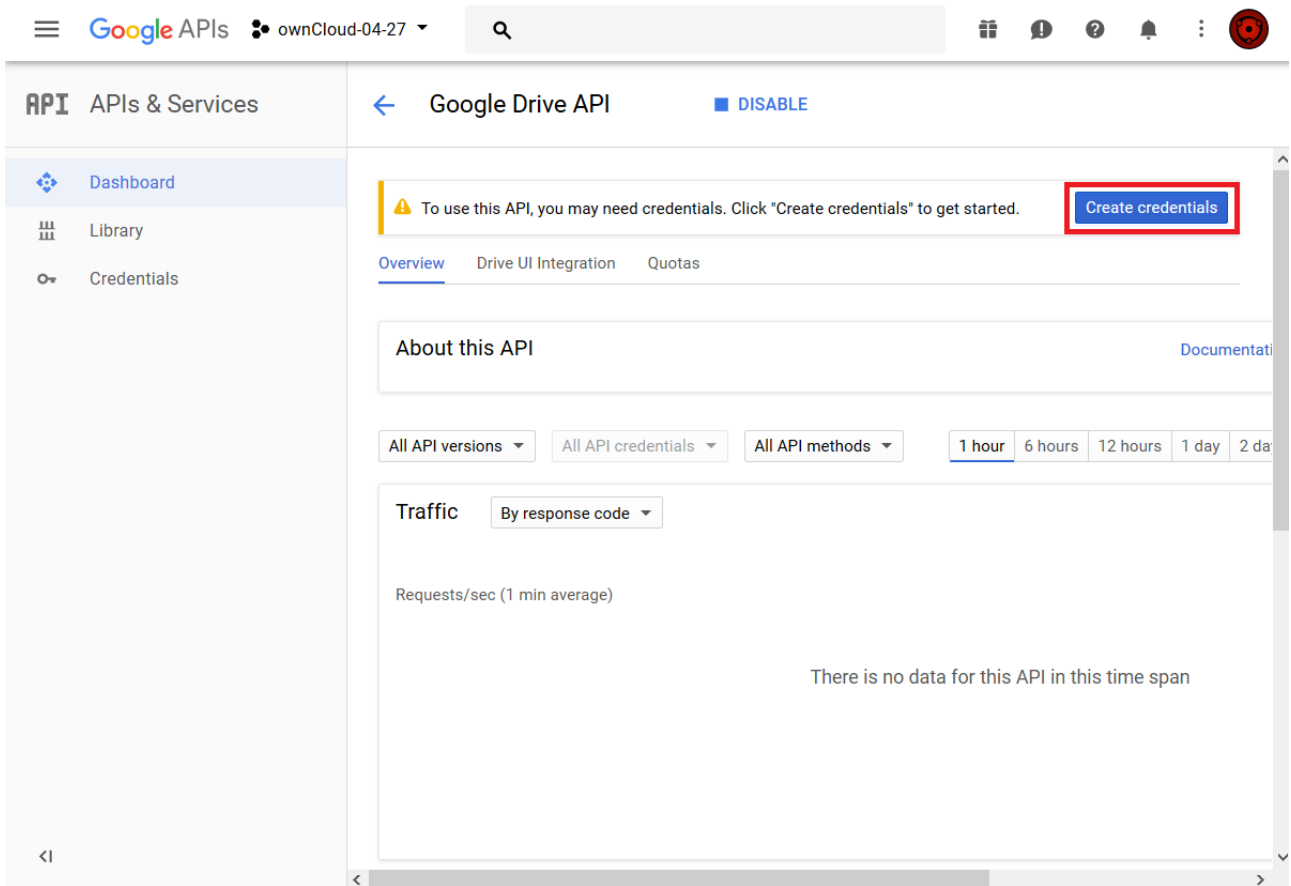 Google APIs ownCloud-04-27
API APIs & Services
Google Drive API DISABLE
Dashboard
Library
Credentials
To use this API, you may need credentials. Click "Create credentials" to get started. Create credentials
Overview Drive UI Integration Quotas
About this API Documentati
All API versions All API credentials All API methods 1 hour 6 hours 12 hours 1 day 2 da
Traffic By response code
Requests/sec (1 min average)
There is no data for this API in this time span